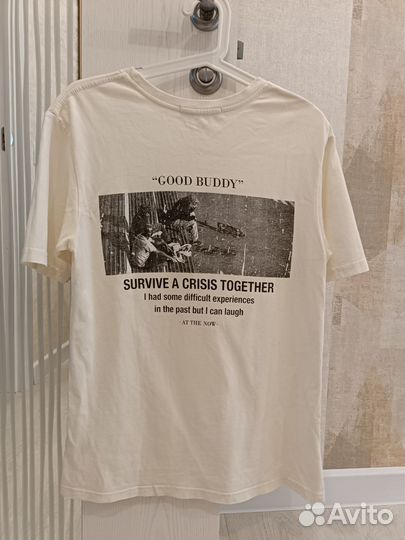 “GOOD BUDDY”
SURVIVE A CRISIS TOGETHER
I had some difficult experiences
in the past but I can laugh
AT THE NOW
Avito